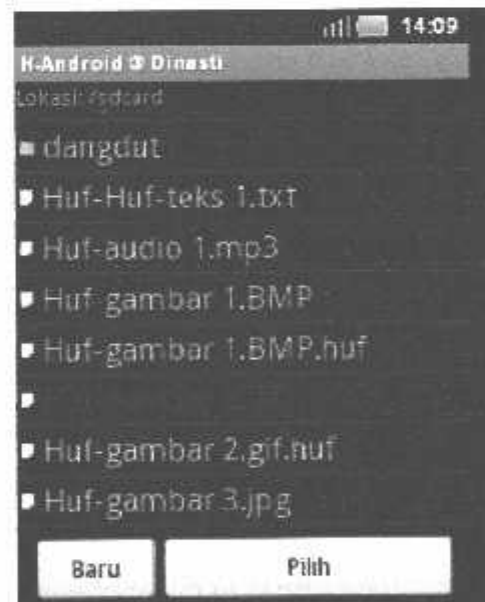 14:09
H-Android @ Dinasti
Lokasi: /sdcard
dangdut
Huf-Huf-teks 1.txt
Huf-audio 1.mp3
Huf-gambar 1.BMP
Huf-gambar 1.BMP.huf
Huf-gambar 2.gif.huf
Huf-gambar 3.jpg
Baru
Pilih